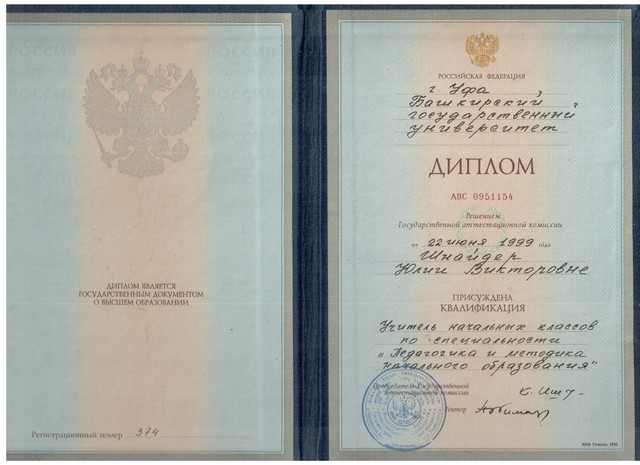 ДИПЛОМ ЯВЛЯЕТСЯ
ГОСУДАРСТВЕННЫМ ДОКУМЕНТОМ
О ВЫСШЕМ ОБРАЗОВАНИИ
Регистрационный номер 374
РОССИЙСКАЯ ФЕДЕРАЦИЯ
г. Уфа
Башкирский
государственный
университет
ДИПЛОМ
АВС 0951154
Решением
Государственной аттестационной комиссии
от 22 июня 1999 года
Шнайдер
Юлии Викторовне
ПРИСУЖДЕНА
КВАЛИФИКАЦИЯ
Учитель начальных классов
по специальности
"Педагогика и методика
начального образования"
Председатель Государственной
аттестационной комиссии
Ректор